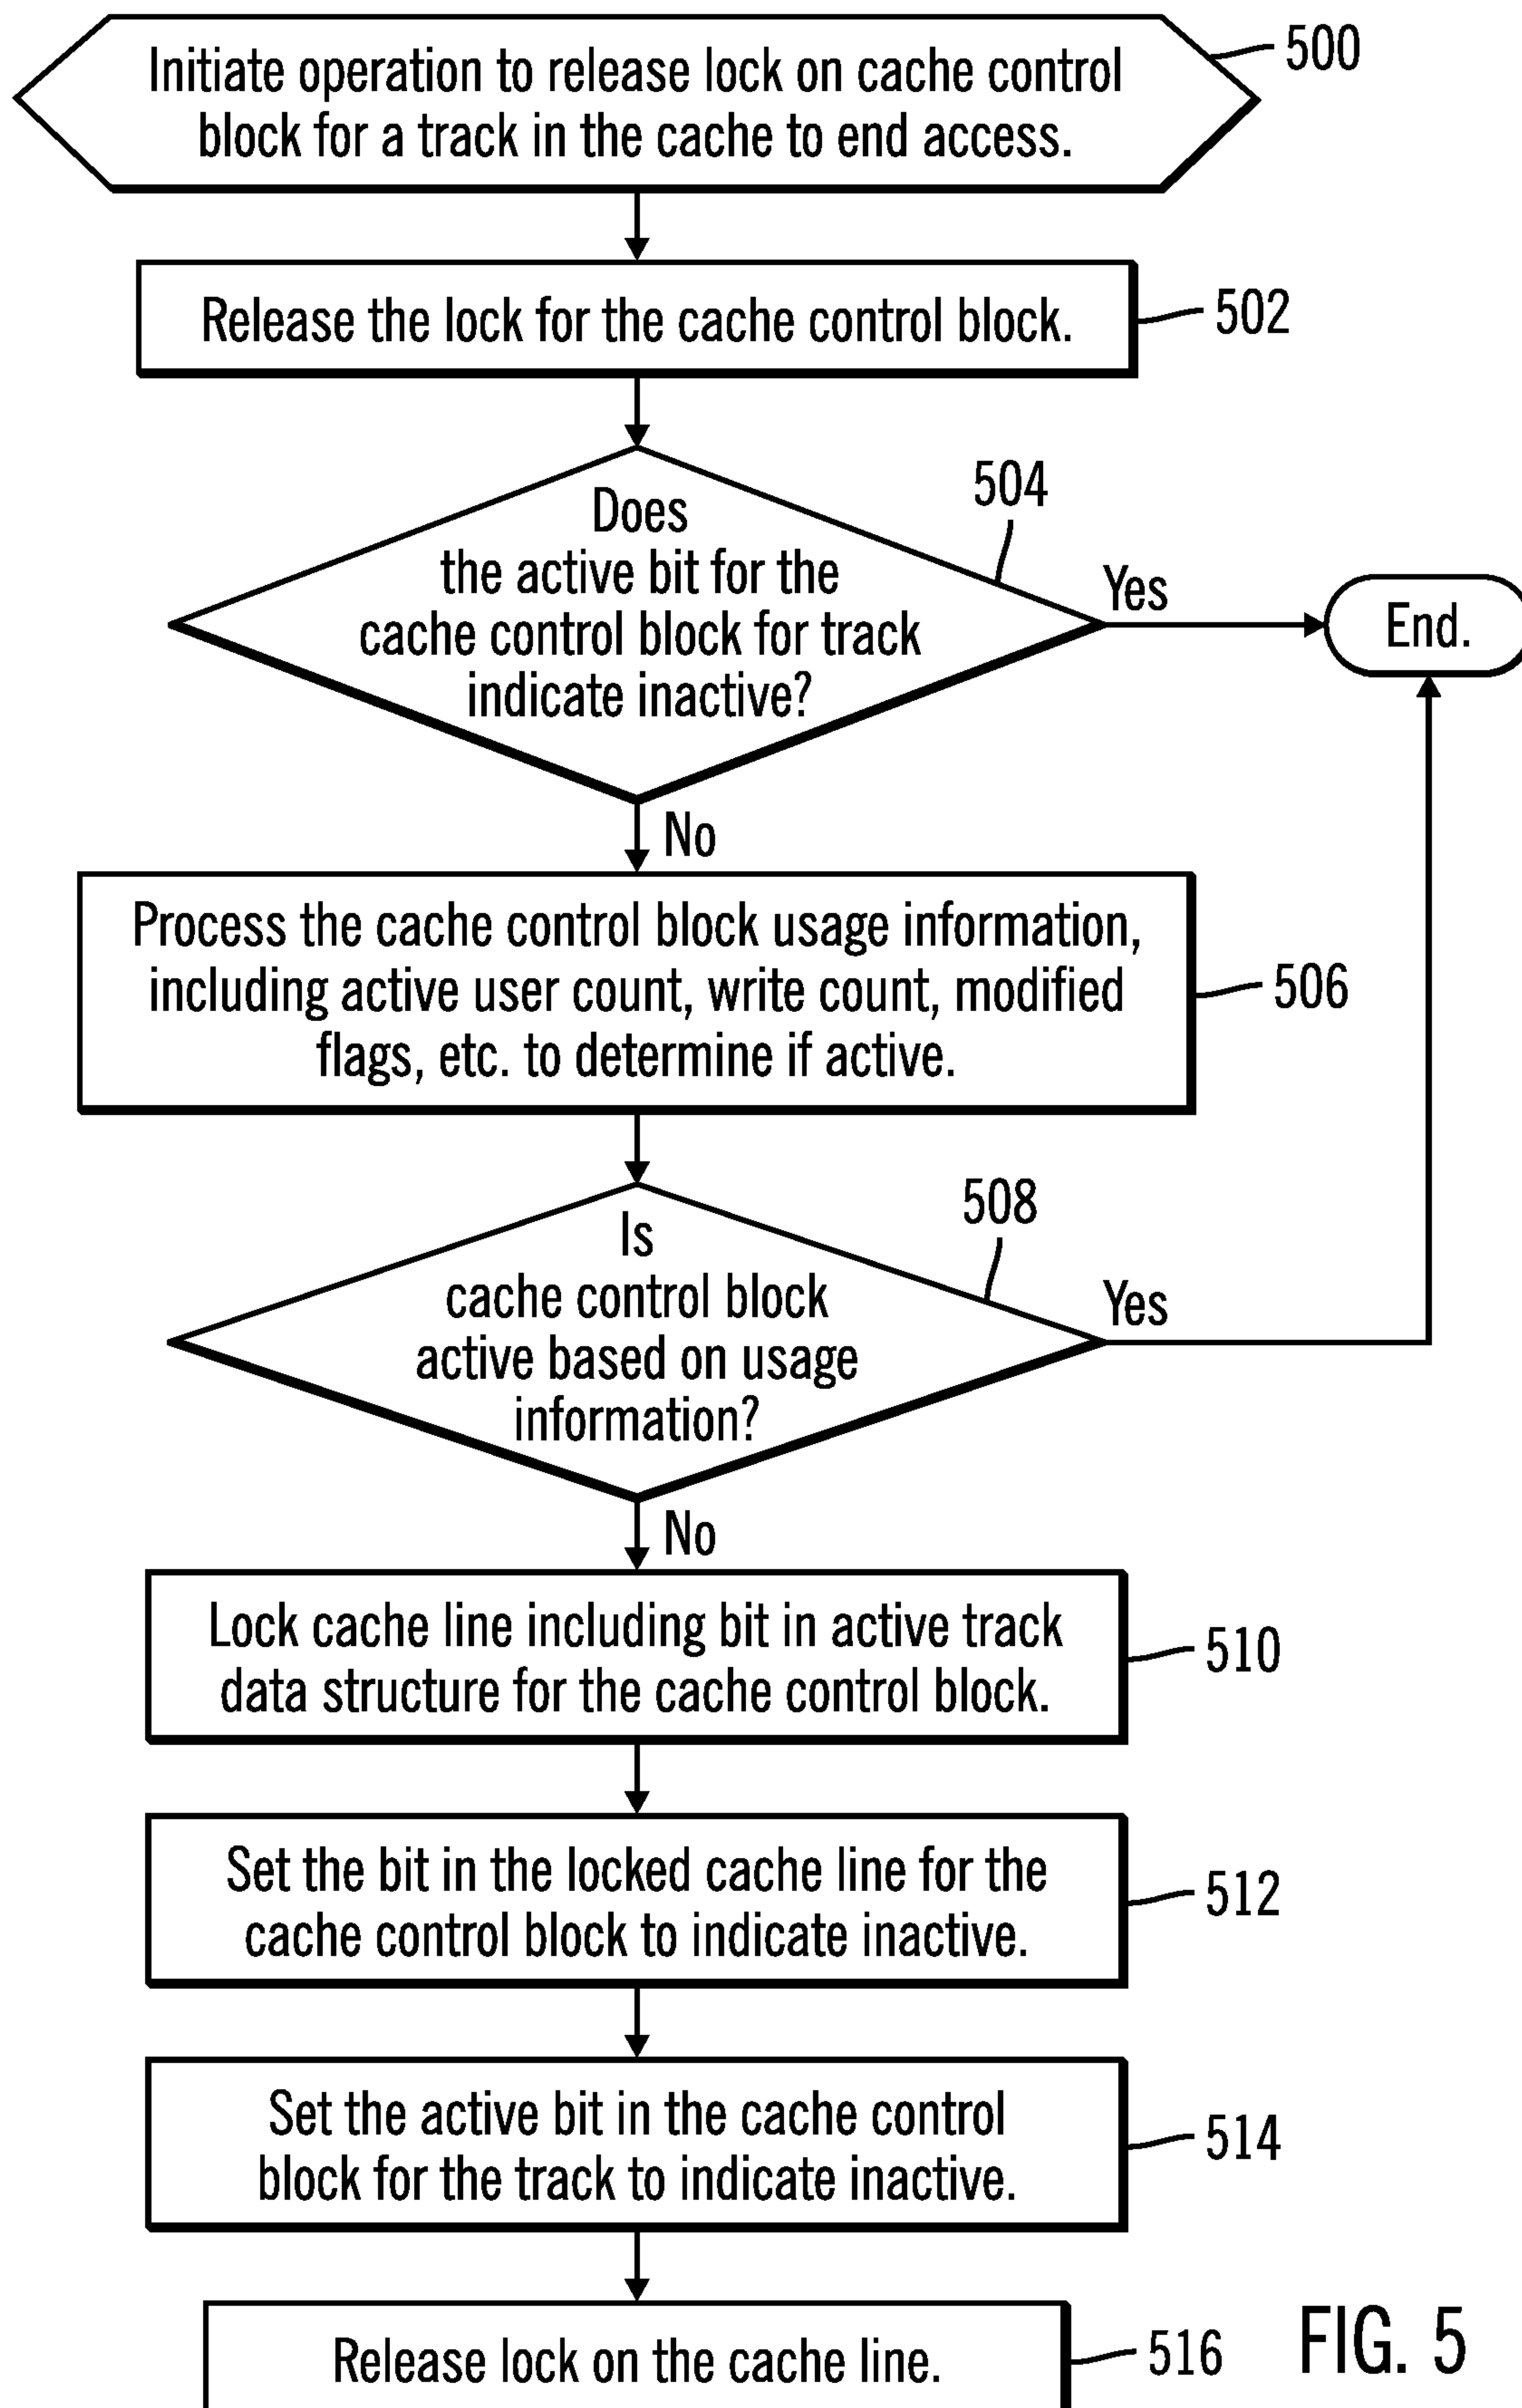 Initiate operation to release lock on cache control
block for a track in the cache to end access.
500
Release the lock for the cache control block.
502
Does
the active bit for the
cache control block for track
indicate inactive?
504
Yes
End.
No
Process the cache control block usage information,
including active user count, write count, modified
flags, etc. to determine if active.
506
Is
cache control block
active based on usage
information?
508
Yes
No
Lock cache line including bit in active track
data structure for the cache control block.
510
Set the bit in the locked cache line for the
cache control block to indicate inactive.
512
Set the active bit in the cache control
block for the track to indicate inactive.
514
Release lock on the cache line.
516
FIG. 5